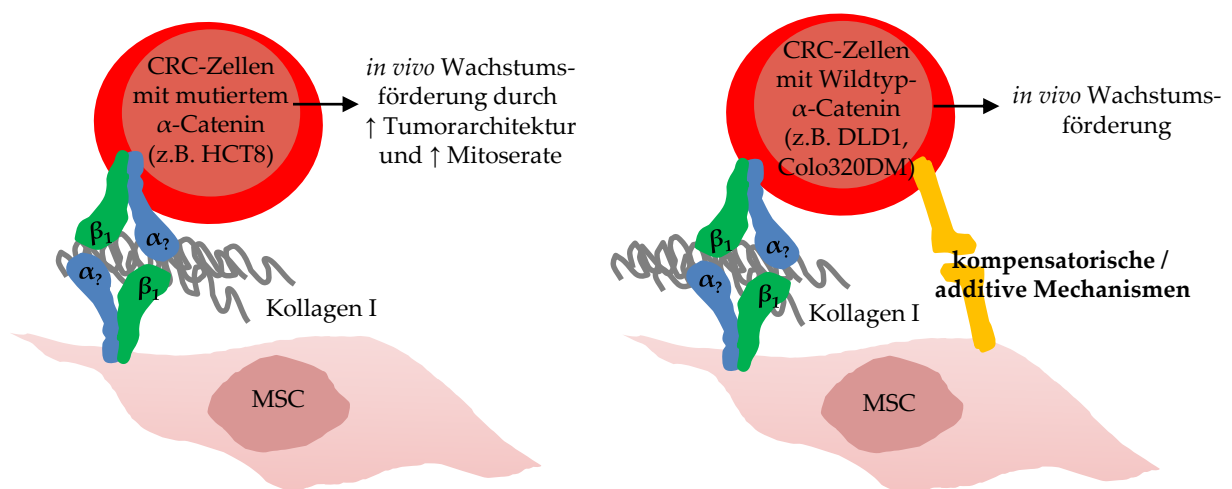 CRC-Zellen
mit mutiertem
α-Catenin
(z.B. HCT8)
in vivo Wachstums-
förderung durch
↑ Tumorarchitektur
und ↑ Mitoserate
β1
α?
α?
β1
Kollagen I
MSC
CRC-Zellen
mit Wildtyp-
α-Catenin
(z.B. DLD1,
Colo320DM)
in vivo Wachstums-
förderung
β1
α?
α?
β1
Kollagen I
kompensatorische /
additive Mechanismen
MSC